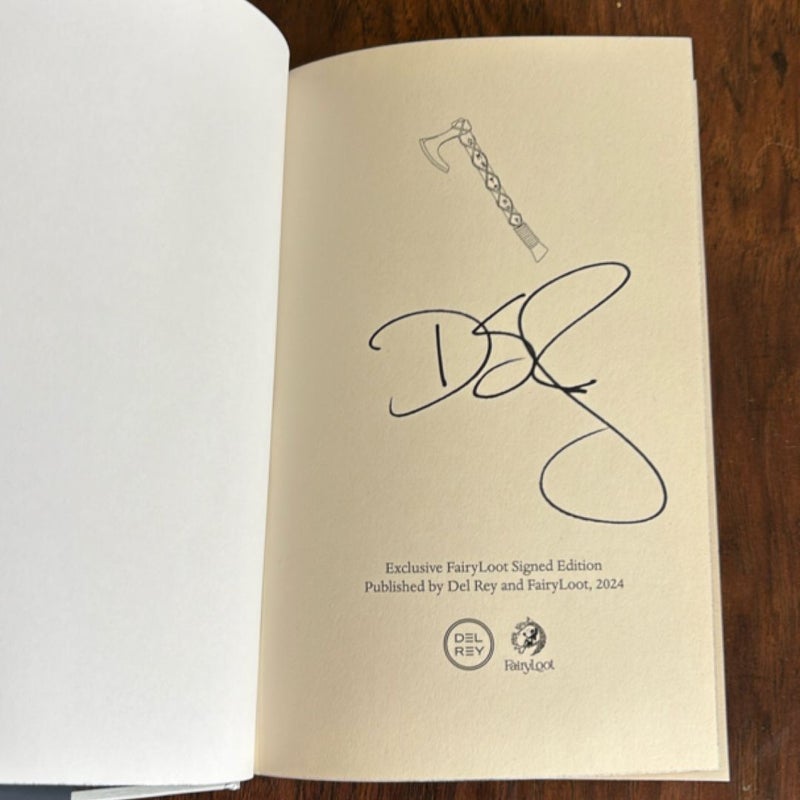 Exclusive FairyLoot Signed Edition
Published by Del Rey and FairyLoot, 2024
DEL REY
FairyLoot